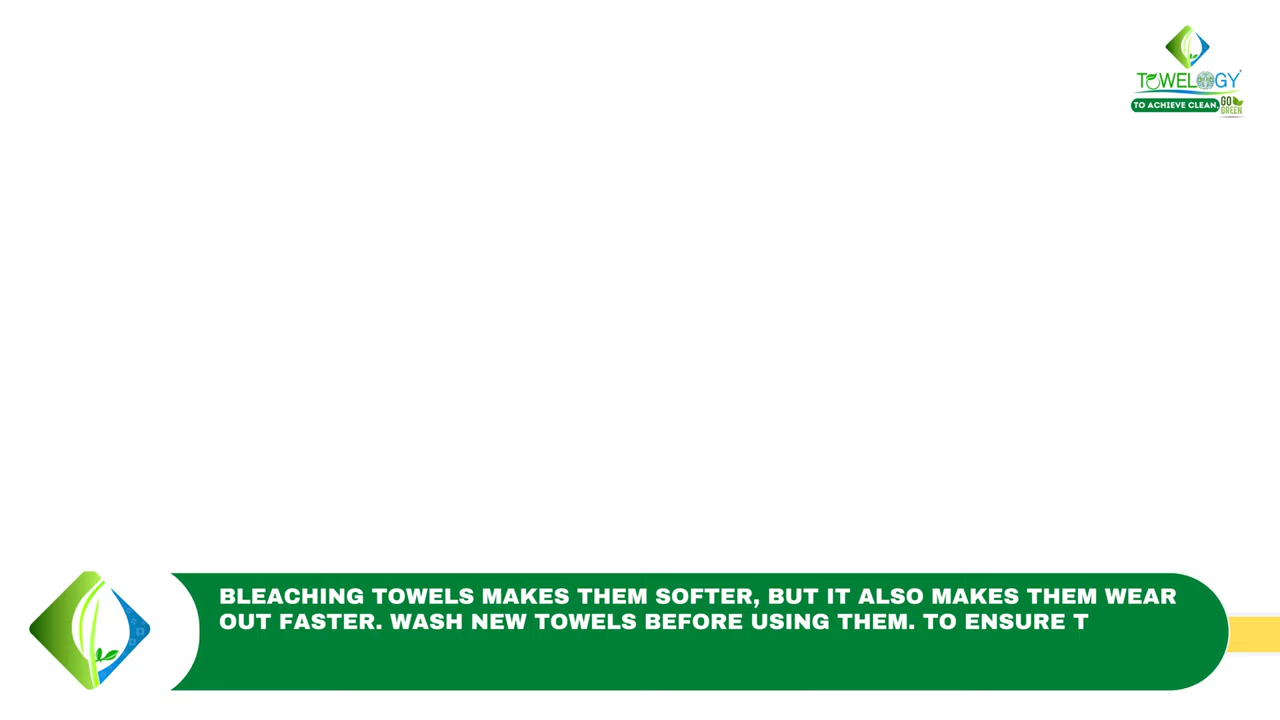 TOWELOGY
TO ACHIEVE CLEAN.
GO
GREEN
BLEACHING TOWELS MAKES THEM SOFTER, BUT IT ALSO MAKES THEM WEAR
OUT FASTER. WASH NEW TOWELS BEFORE USING THEM. TO ENSURE T